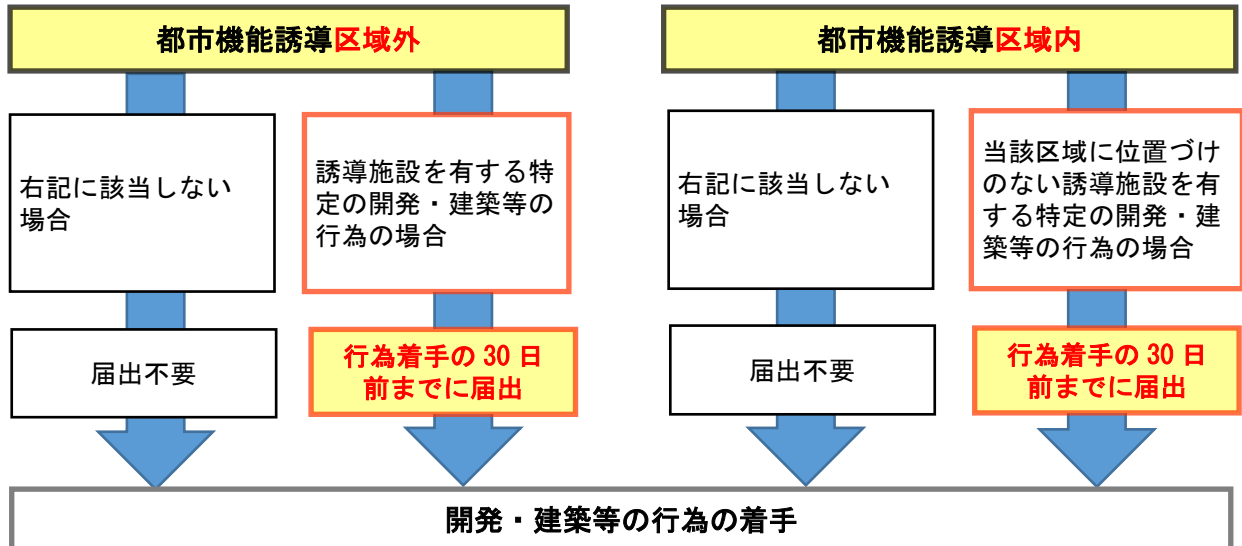 都市機能誘導区域外
右記に該当しない
場合
届出不要
誘導施設を有する特
定の開発・建築等の
行為の場合
行為着手の 30 日
前までに届出
都市機能誘導区域内
右記に該当しない
場合
届出不要
当該区域に位置づけ
のない誘導施設を有
する特定の開発・建
築等の行為の場合
行為着手の 30 日
前までに届出
開発・建築等の行為の着手